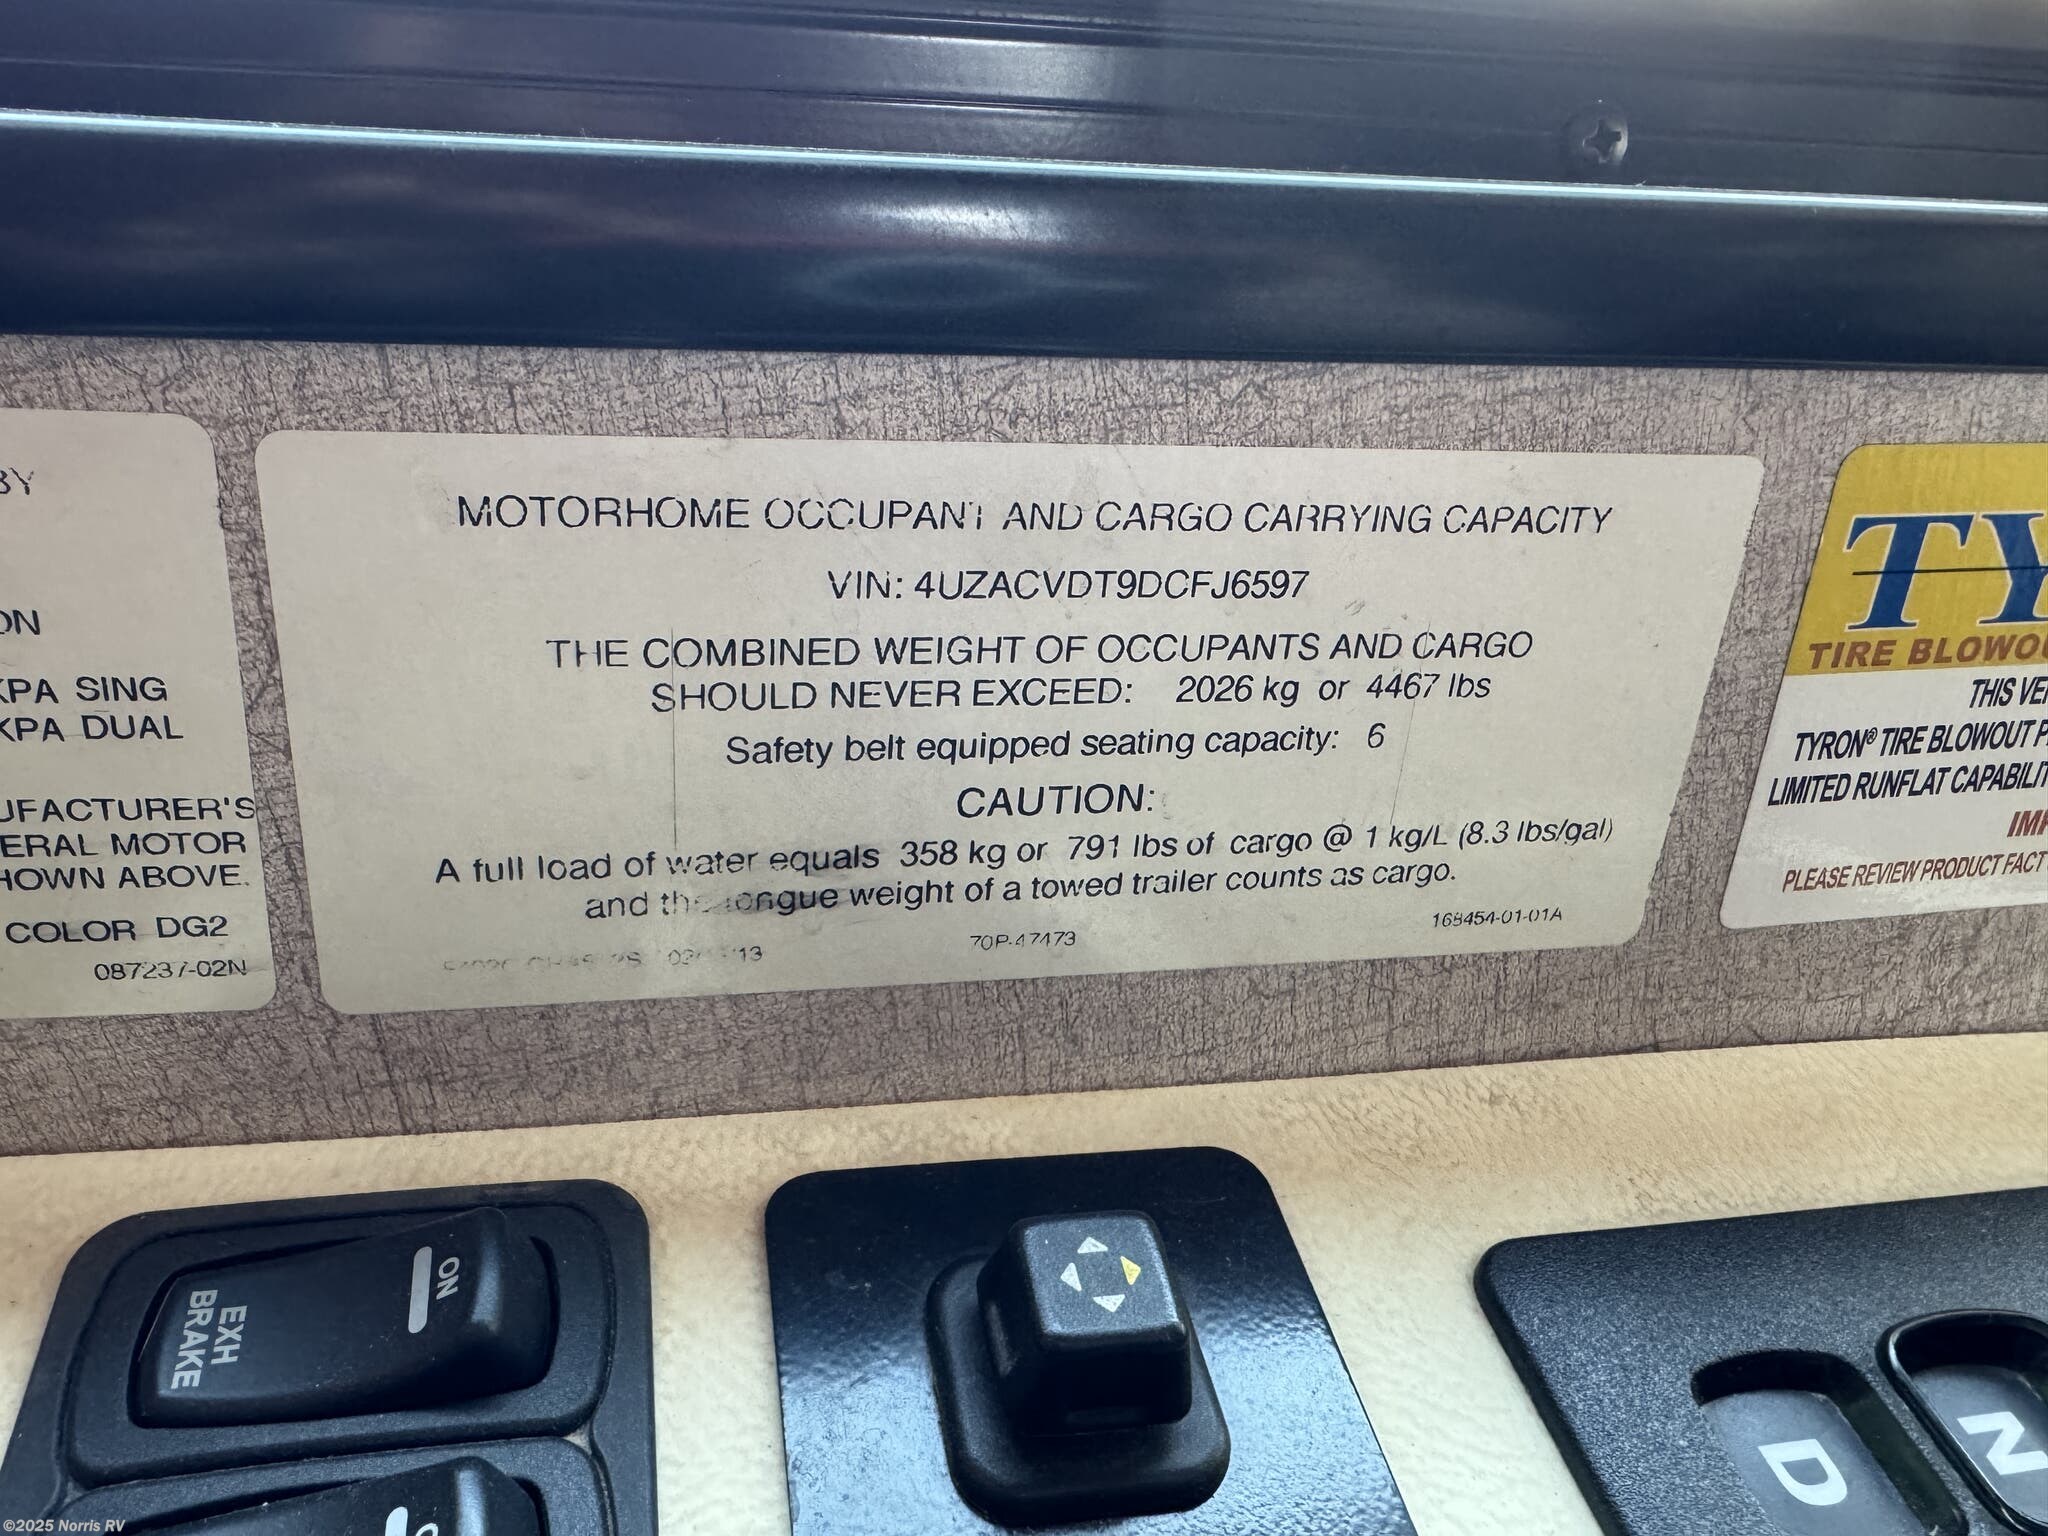 BY
ON
KPA SING
KPA DUAL
UFACTURER'S
ERAL MOTOR
HOWN ABOVE.
COLOR DG2
087237-02N
MOTORHOME OCCUPANT AND CARGO CARRYING CAPACITY
VIN: 4UZACVDT9DCFJ6597
THE COMBINED WEIGHT OF OCCUPANTS AND CARGO
SHOULD NEVER EXCEED: 2026 kg or 4467 lbs
Safety belt equipped seating capacity: 6
CAUTION:
A full load of water equals 358 kg or 791 lbs of cargo @ 1 kg/L (8.3 lbs/gal)
and the tongue weight of a towed trailer counts as cargo.
70P-47473
168454-01-01A
TY
TIRE BLOWOU
THIS VE
TYRON® TIRE BLOWOUT P
LIMITED RUNFLAT CAPABILIT
IM
PLEASE REVIEW PRODUCT FACT
ON
EXH
BRAKE
D
N
©2025 Norris RV